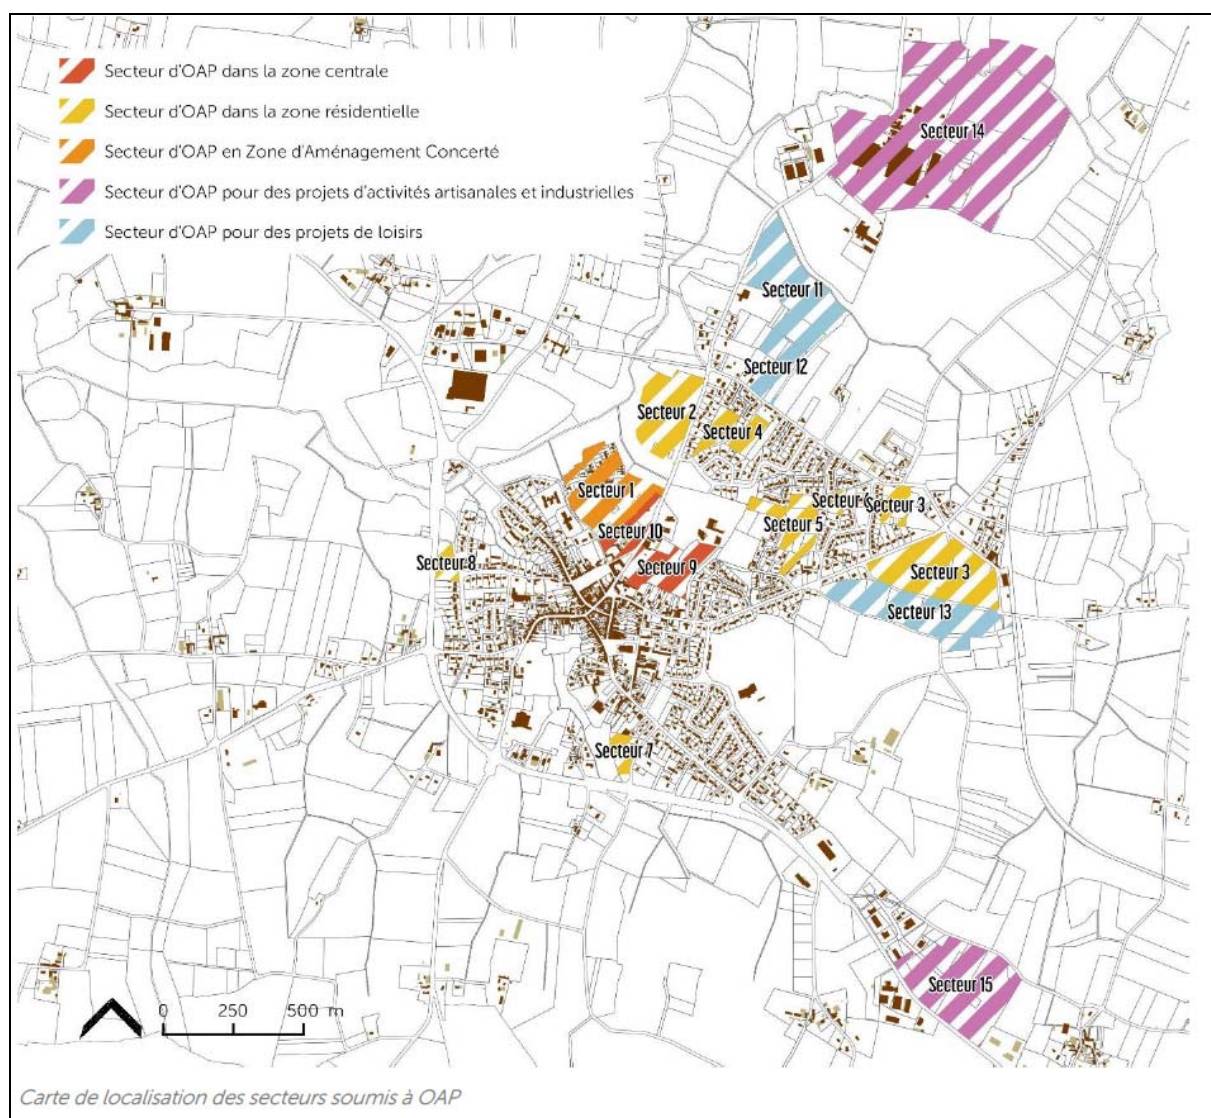 Secteur d'OAP dans la zone centrale
Secteur d'OAP dans la zone résidentielle
Secteur d'OAP en Zone d'Aménagement Concerté
Secteur d'OAP pour des projets d'activités artisanales et industrielles
Secteur d'OAP pour des projets de loisirs
Secteur 14
Secteur 11
Secteur 12
Secteur 2
Secteur 4
Secteur 1
Secteur
Secteur 3
Secteur 5
Secteur 10
Secteur 8
Secteur 9
Secteur 3
Secteur 13
Secteur 7
Secteur 15
0 250 500 m
Carte de localisation des secteurs soumis à OAP